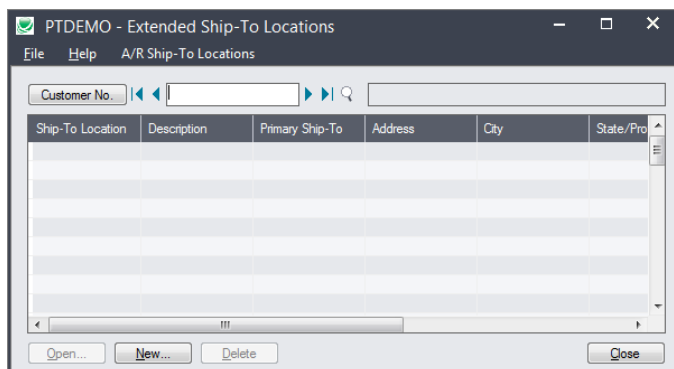 PTDEMO - Extended Ship-To Locations
File Help A/R Ship-To Locations
Customer No.
Ship-To Location Description Primary Ship-To Address City State/Pro
Open... New... Delete Close